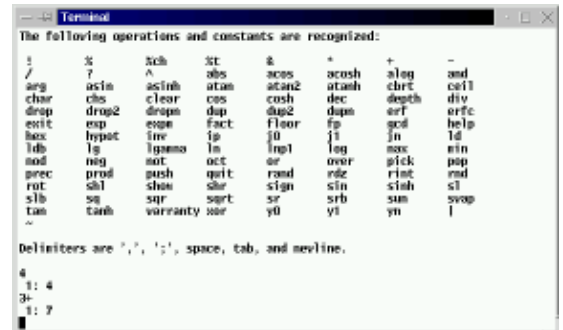 Terminal
The following operations and constants are recognized:
! % %ch %t & * + -
/ ? ^ abs acos acosh alog and
arg asin asinh atan atan2 atanh cbrt ceil
char chs clear cos cosh dec depth div
drop drop2 dropn dup dup2 dupn erf erfc
exit exp expm fact floor fp gcd help
hex hypot inv ip j0 j1 jn ld
ldb lg lgamma ln lnp1 log max min
mod neg not oct or over pick pop
prec prod push quit rand rdz rint rnd
rot shl show shr sign sin sinh sl
slb sq sqr sqrt sr srb sum swap
tan tanh warranty xor y0 y1 yn |
~
Delimiters are ',', ';', space, tab, and newline.
4
1: 4
3+
1: 7